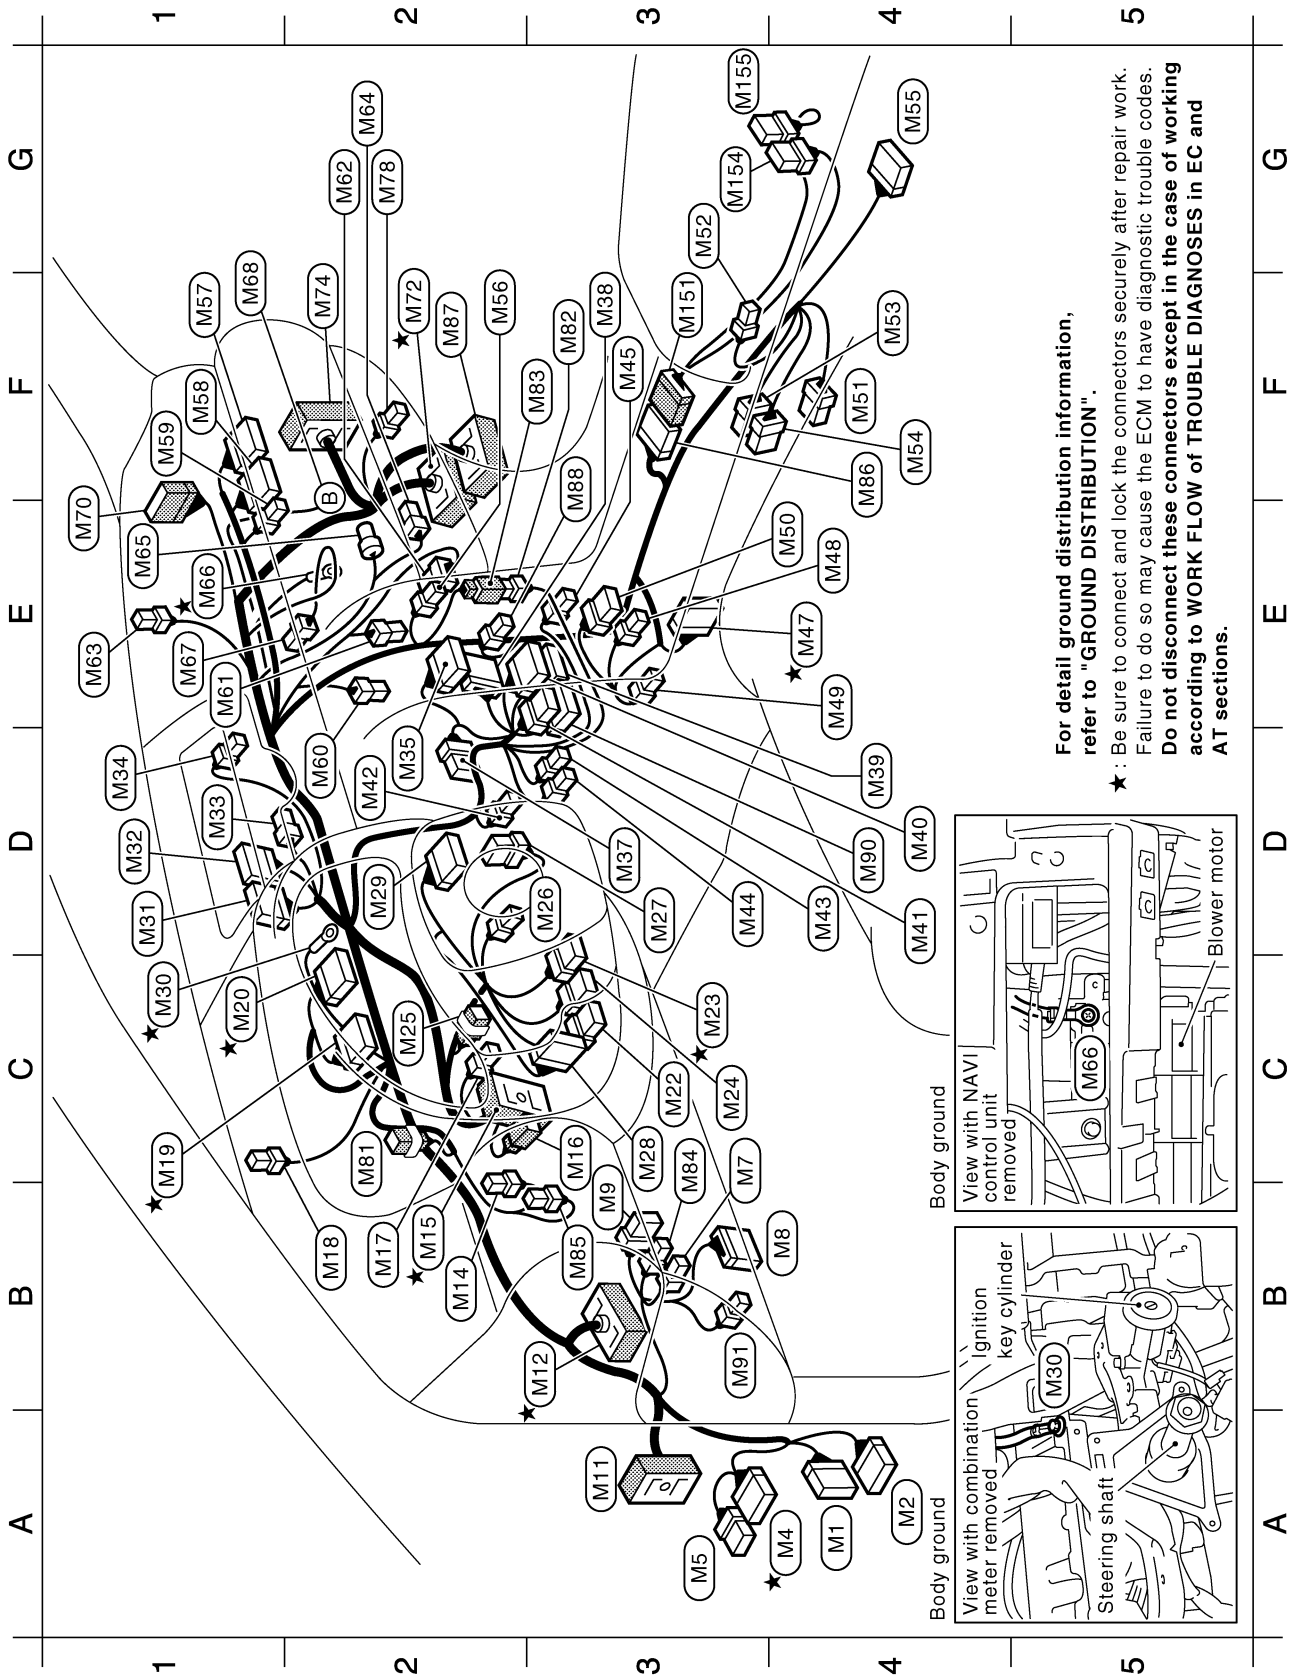 1
2
3
4
5
G
F
E
D
C
B
A
M70
M65
★ M66
M63
M67
M61
M34
M33
M32
M31
★ M30
★ M20
★ M19
M18
M59
M58
M57
M68
M74
M62
M64
M78
★ M72
M87
M56
M83
M82
M38
M45
M88
B
M60
M35
M42
M29
M25
M81
M17
★ M15
M14
M85
M16
M28
M22
M24
★ M23
M26
M27
M37
M44
M43
M41
M90
M40
M39
M49
★ M47
M48
M50
M86
M54
M51
M53
M151
M52
M154
M155
M55
M9
M84
M7
M8
M91
★ M12
M11
M5
★ M4
M1
M2
For detail ground distribution information,
refer to "GROUND DISTRIBUTION".
★ : Be sure to connect and lock the connectors securely after repair work.
Failure to do so may cause the ECM to have diagnostic trouble codes.
Do not disconnect these connectors except in the case of working
according to WORK FLOW of TROUBLE DIAGNOSES in EC and
AT sections.
Body ground
View with combination
meter removed
Steering shaft
M30
Ignition
key cylinder
Body ground
View with NAVI
control unit
removed
M66
Blower motor
A
B
C
D
E
F
G
1
2
3
4
5